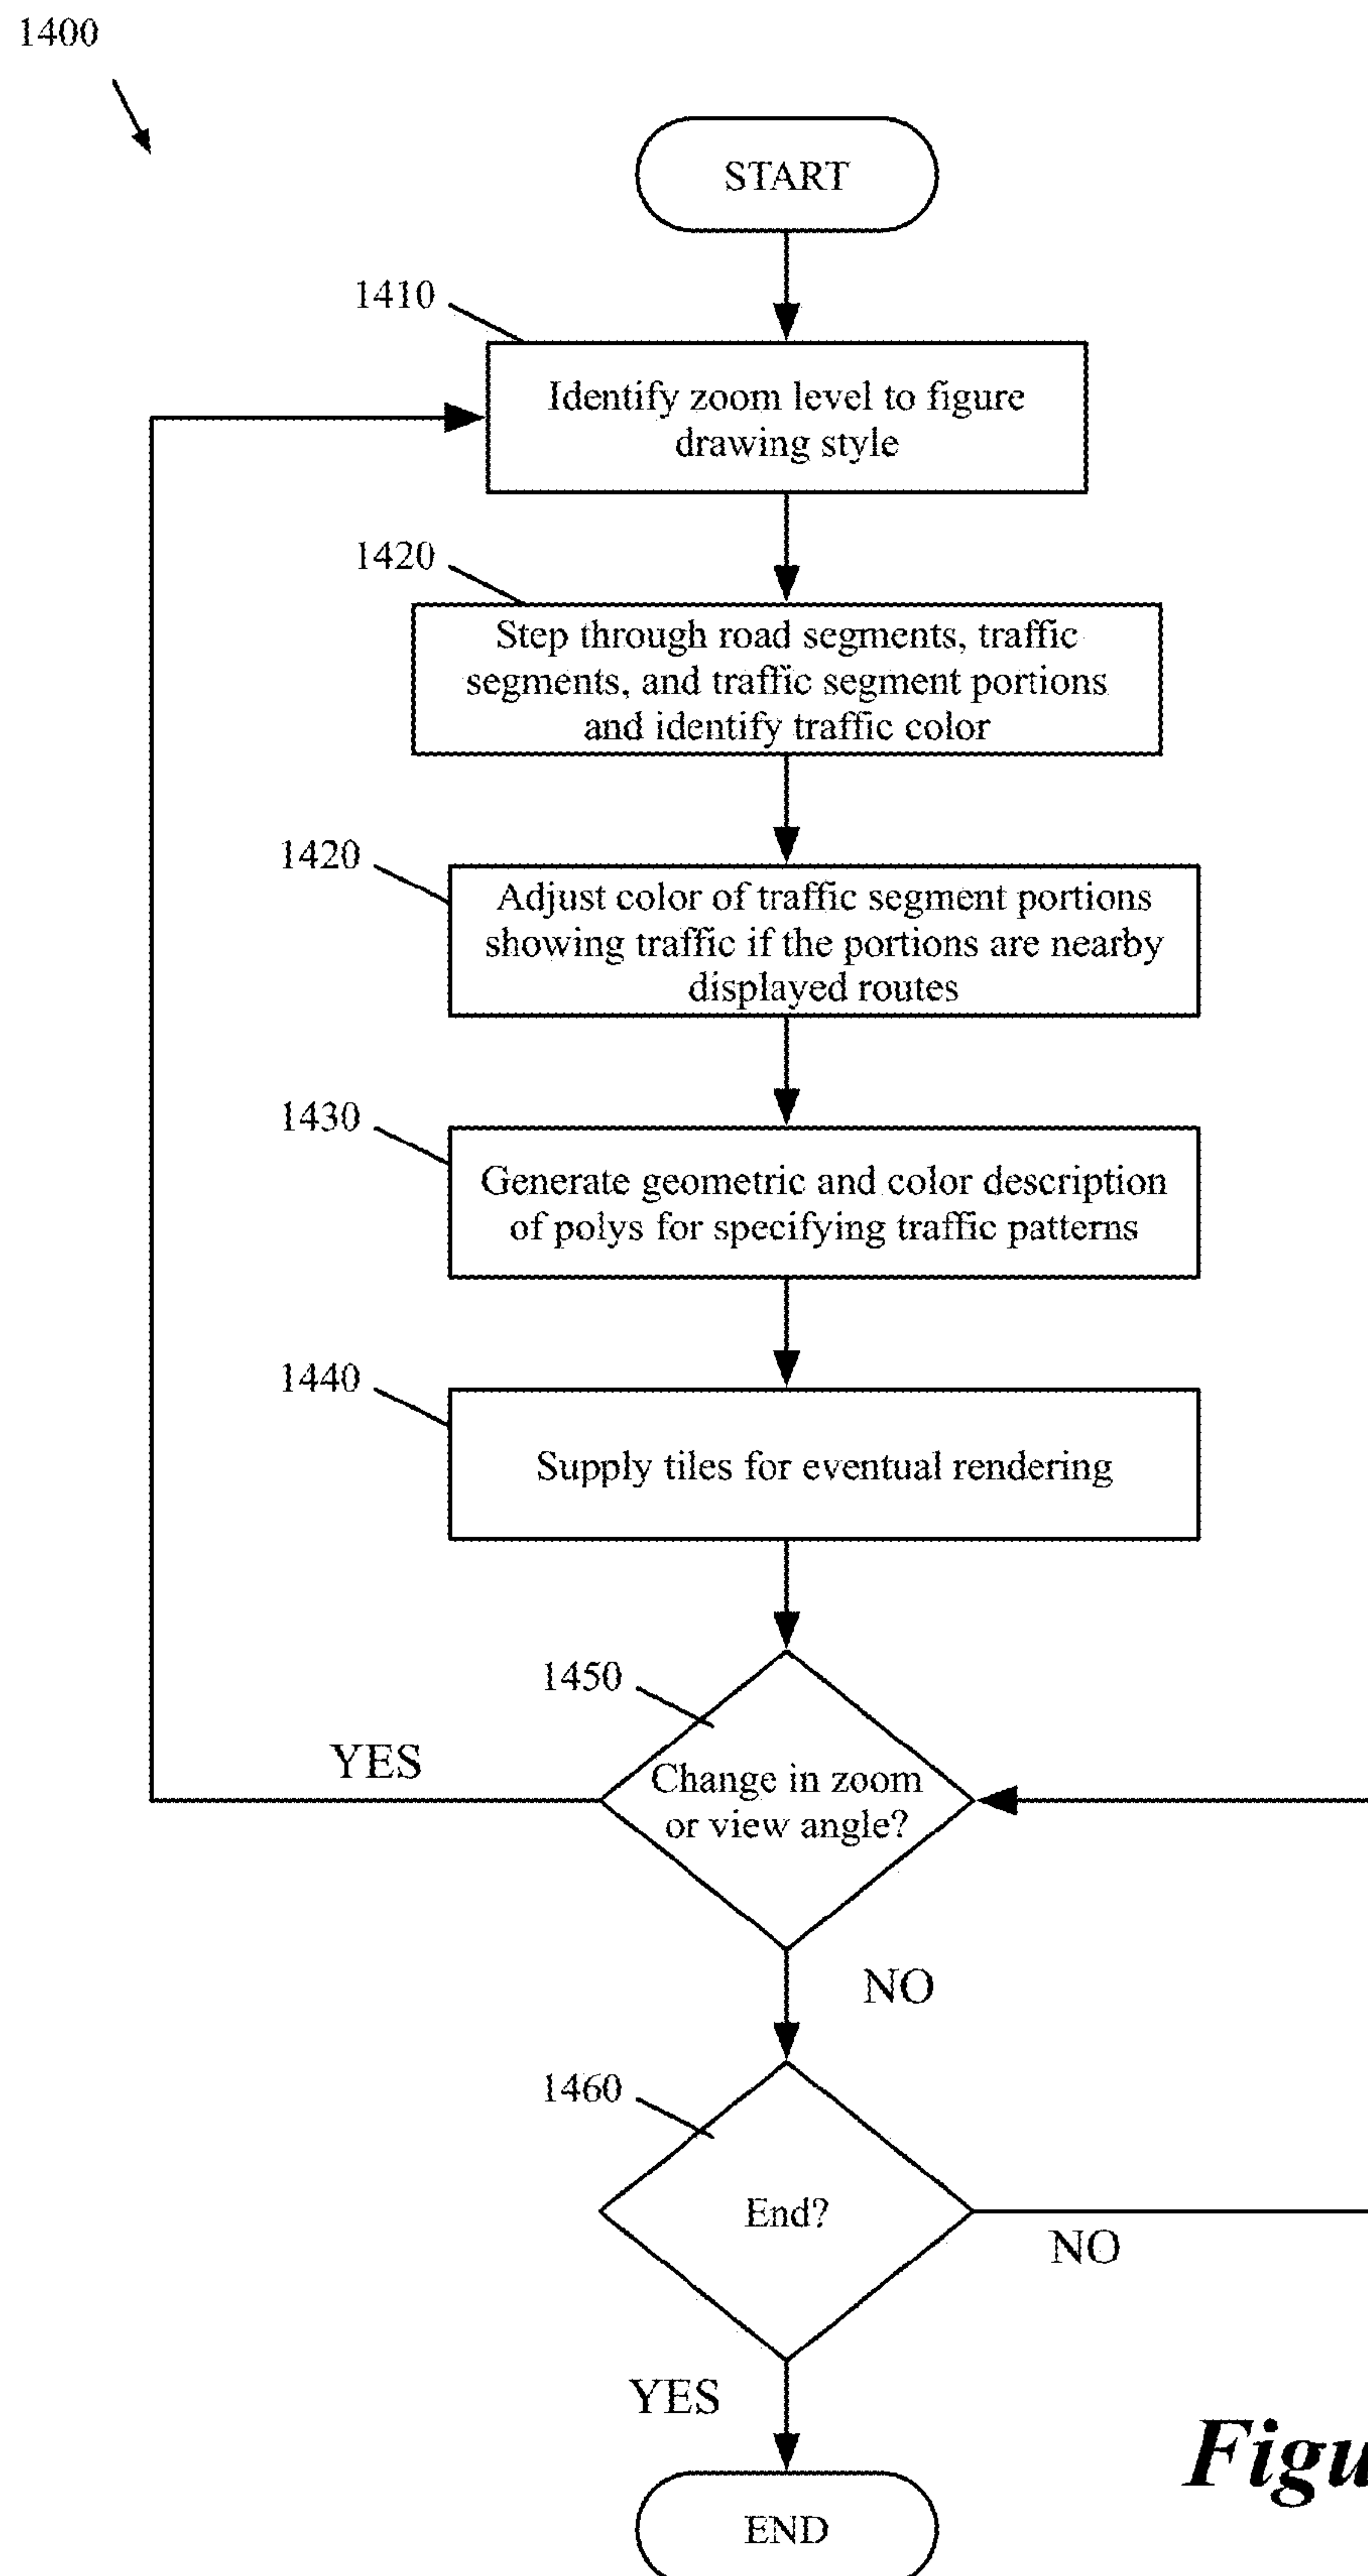 1400
START
1410
Identify zoom level to figure
drawing style
1420
Step through road segments, traffic
segments, and traffic segment portions
and identify traffic color
1420
Adjust color of traffic segment portions
showing traffic if the portions are nearby
displayed routes
1430
Generate geometric and color description
of polys for specifying traffic patterns
1440
Supply tiles for eventual rendering
1450
Change in zoom
or view angle?
YES
NO
1460
End?
NO
YES
Figu
END